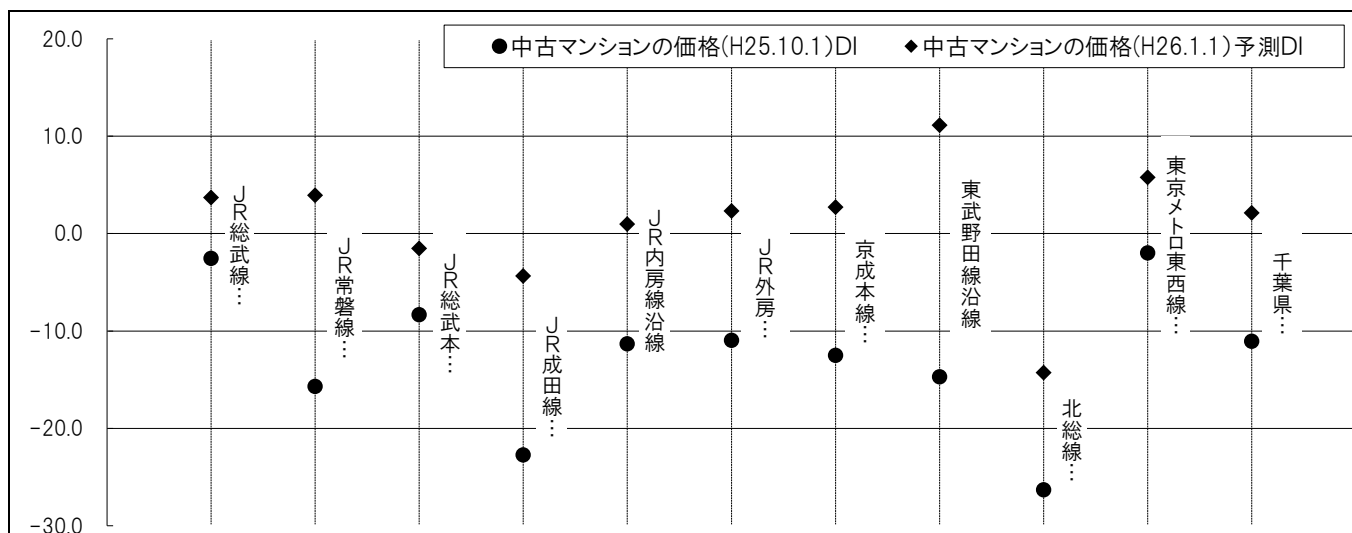 20.0
●中古マンションの価格(H25.10.1)DI ◆中古マンションの価格(H26.1.1)予測DI
10.0
0.0
-10.0
-20.0
-30.0
JR総武線…
JR常磐線…
JR総武本…
JR成田線…
JR内房線沿線
JR外房…
京成本線…
東武野田線沿線
北総線…
東京メトロ東西線…
千葉県…